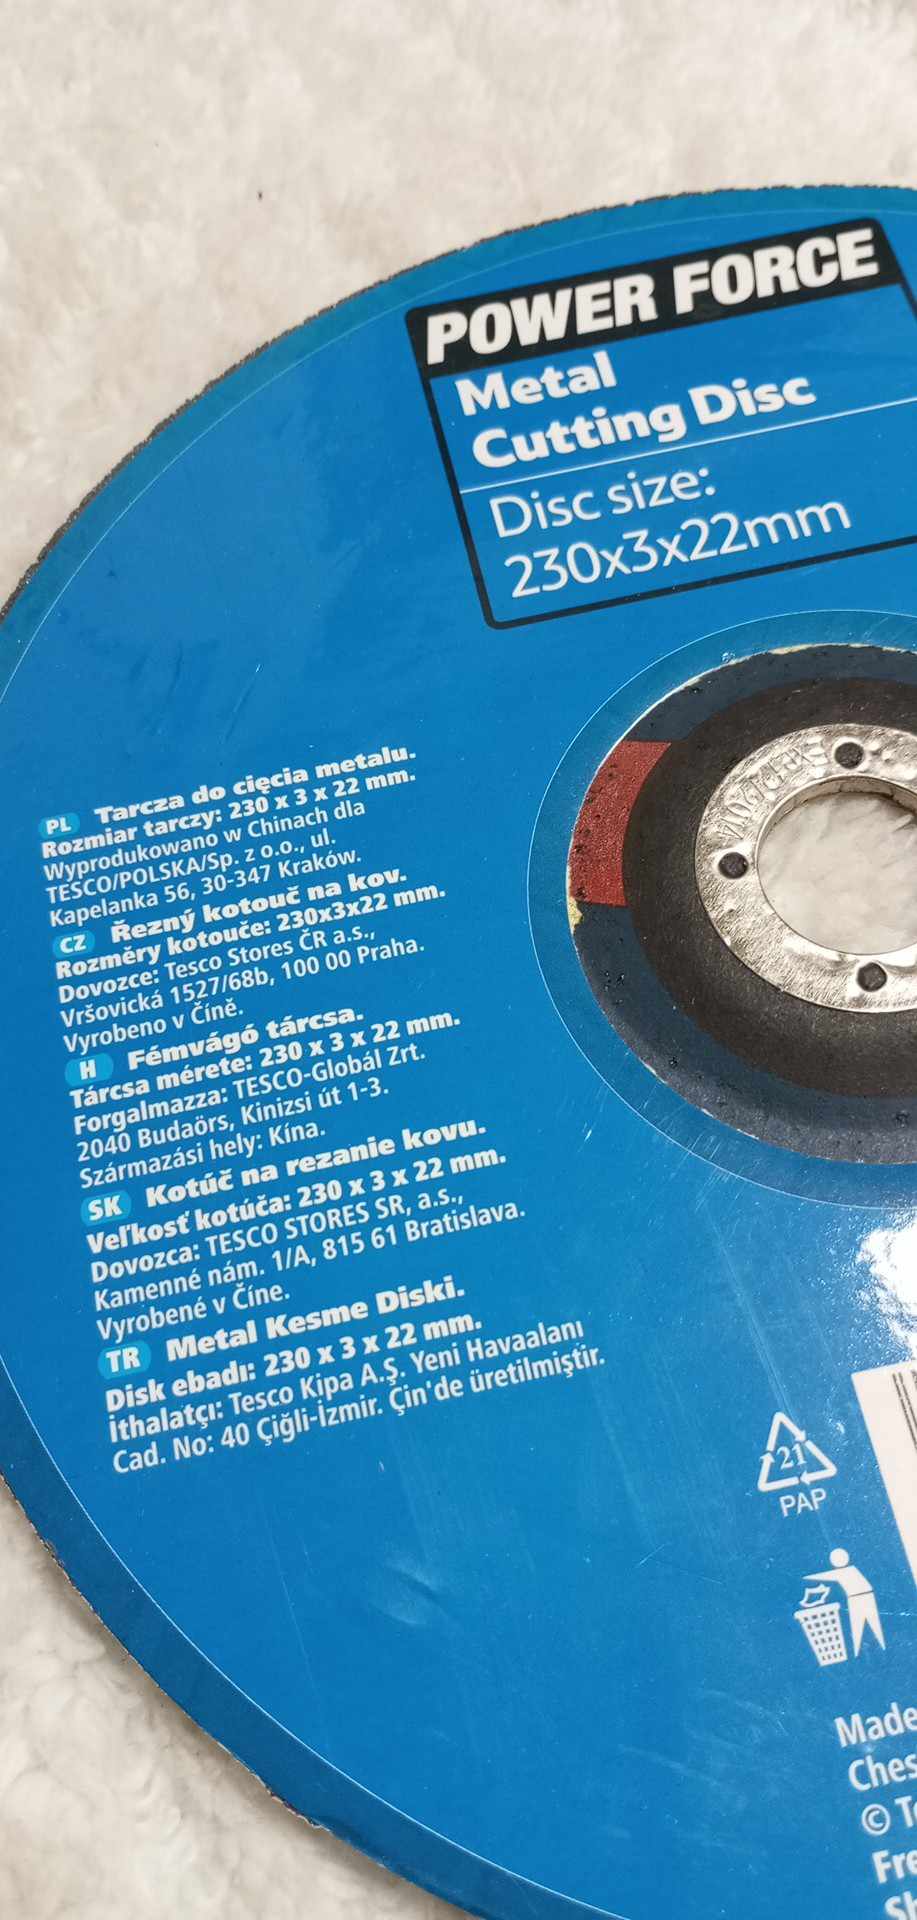 POWER FORCE
Metal
Cutting Disc
Disc size:
230x3x22mm
PL Tarcza do cięcia metalu.
Rozmiar tarczy: 230 x 3 x 22 mm.
Wyprodukowano w Chinach dla
TESCO/POLSKA/Sp. z o.o., ul.
Kapelanka 56, 30-347 Kraków.
CZ Řezný kotouč na kov.
Rozměry kotouče: 230x3x22 mm.
Dovozce: Tesco Stores ČR a.s.,
Vršovická 1527/68b, 100 00 Praha.
Vyrobeno v Číně.
H Fémvágó tárcsa.
Tárcsa mérete: 230 x 3 x 22 mm.
Forgalmazza: TESCO-Globál Zrt.
2040 Budaörs, Kinizsi út 1-3.
Származási hely: Kína.
SK Kotúč na rezanie kovu.
Veľkosť kotúča: 230 x 3 x 22 mm.
Dovozca: TESCO STORES SR, a.s.,
Kamenné nám. 1/A, 815 61 Bratislava.
Vyrobené v Číne.
TR Metal Kesme Diski.
Disk ebadı: 230 x 3 x 22 mm.
İthalatçı: Tesco Kipa A.Ş. Yeni Havaalanı
Cad. No: 40 Çiğli-İzmir. Çin'de üretilmiştir.
21
PAP
Made
Ches
© Te
Fre
Sh